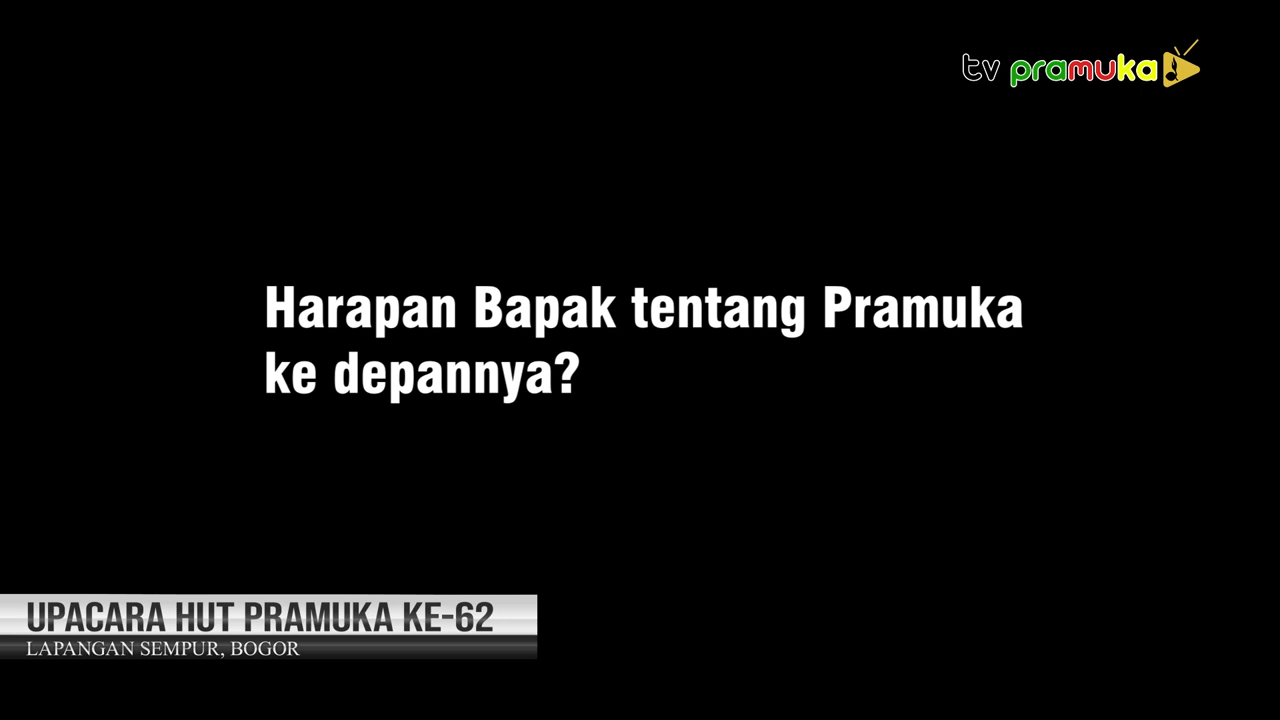 tv pramuka
Harapan Bapak tentang Pramuka
ke depannya?
UPACARA HUT PRAMUKA KE-62
LAPANGAN SEMPUR, BOGOR